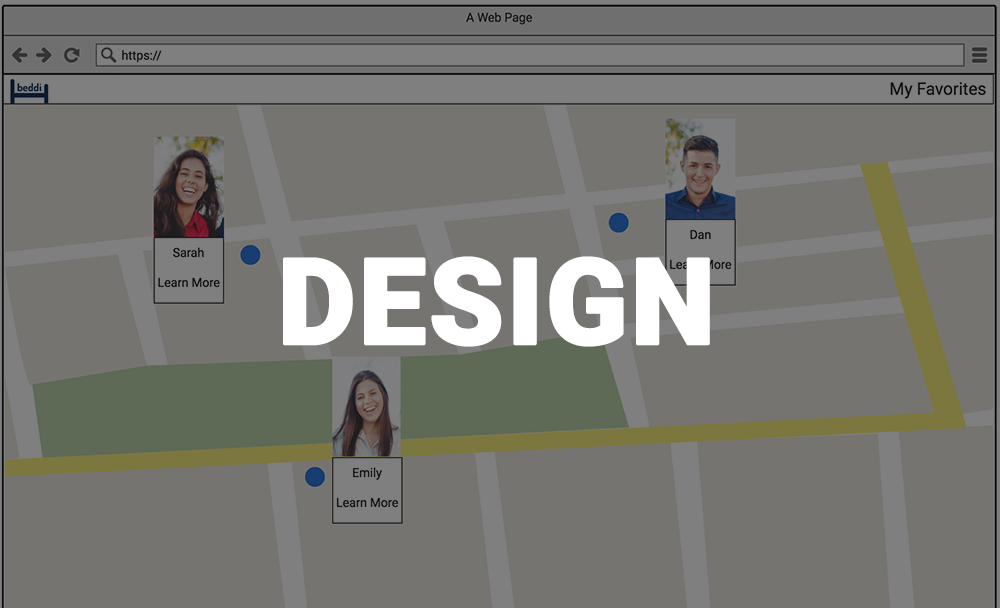 A Web Page
https://
beddi
My Favorites
Sarah
Learn More
Dan
Learn More
DESIGN
Emily
Learn More